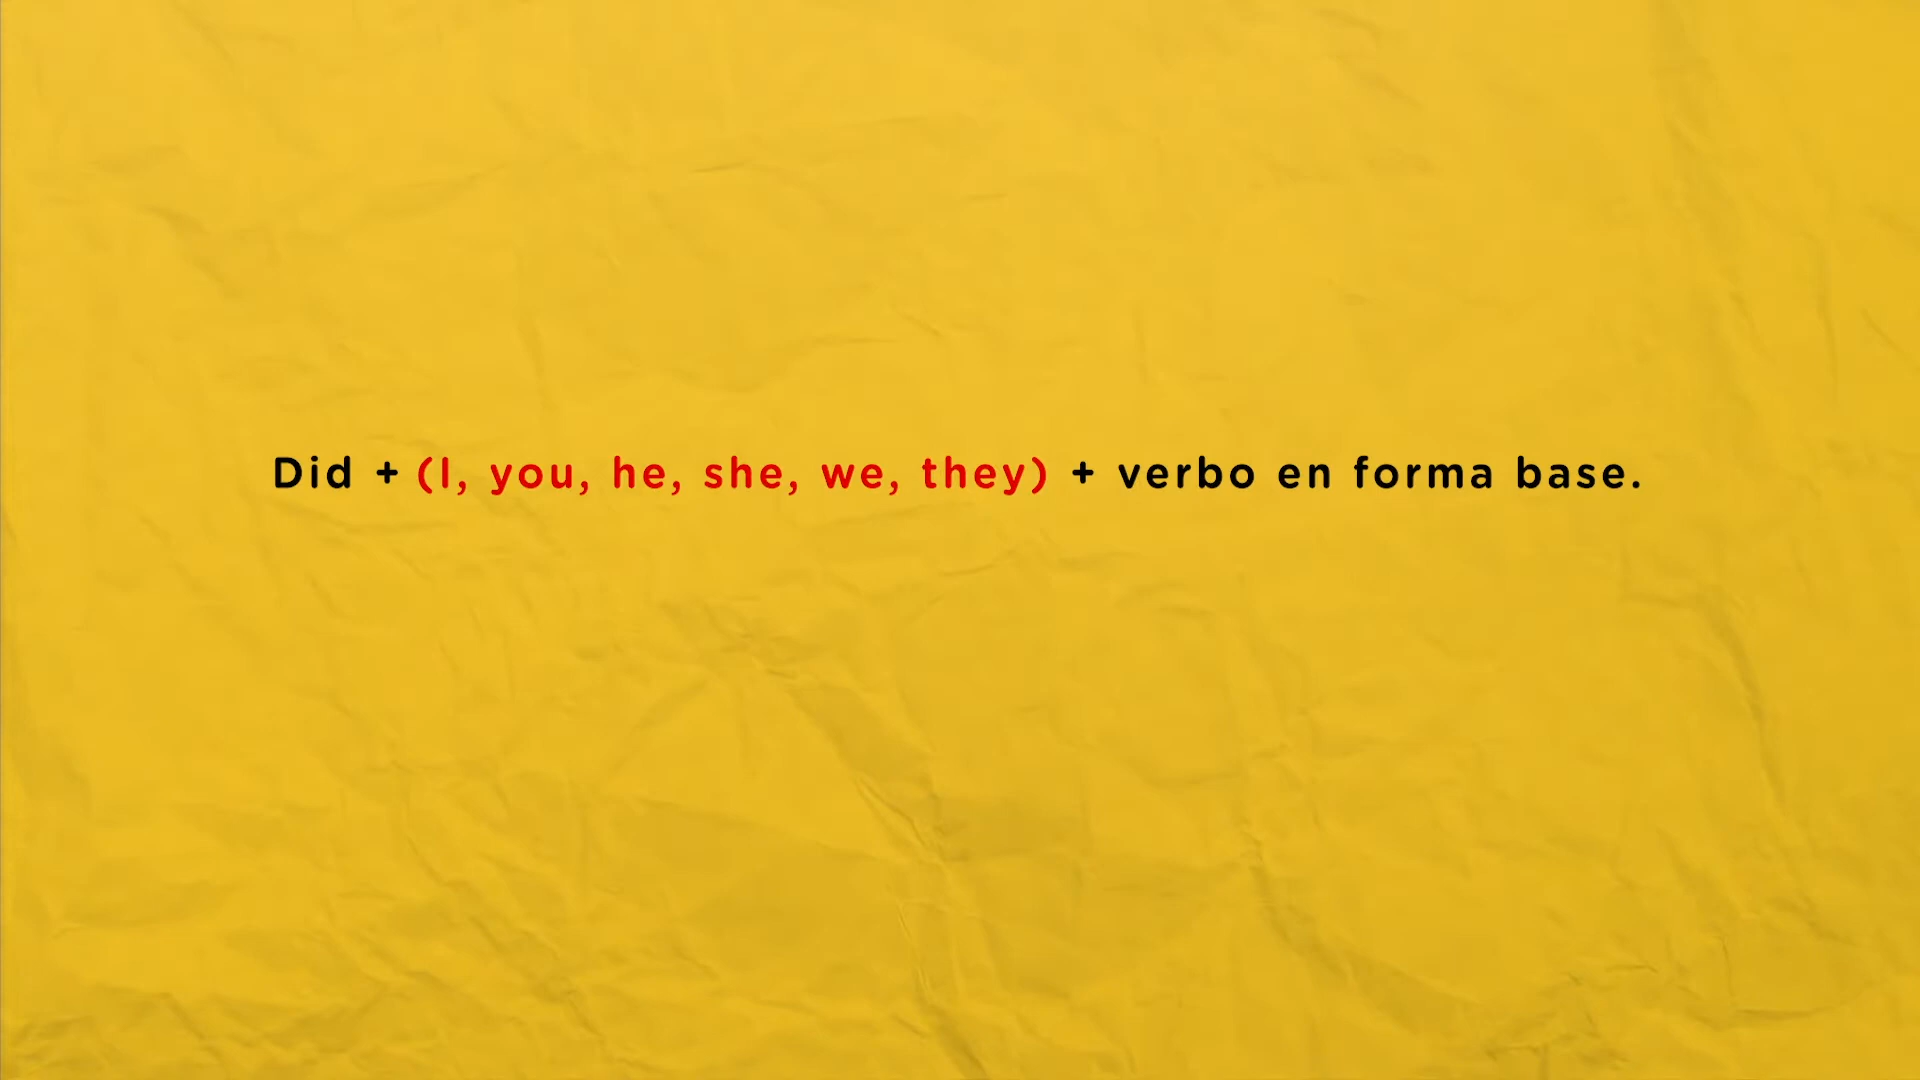 Did + (I, you, he, she, we, they) + verbo en forma base.